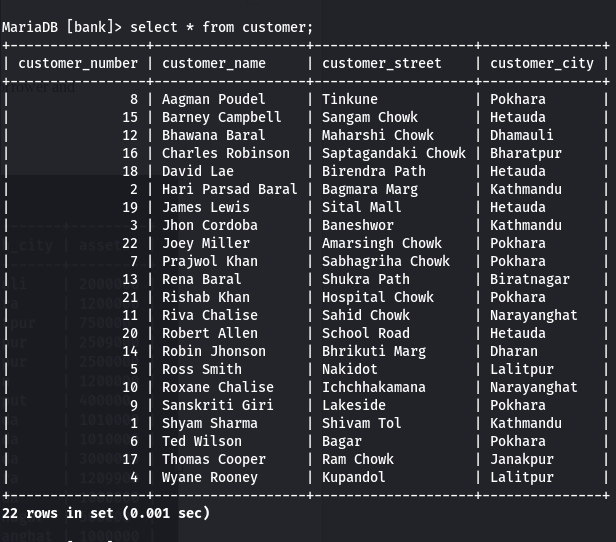 MariaDB [bank]> select * from customer;
+-----------------+--------------------+--------------------+---------------+
| customer_number | customer_name      | customer_street    | customer_city |
+-----------------+--------------------+--------------------+---------------+
|               8 | Aagman Poudel      | Tinkune            | Pokhara       |
|              15 | Barney Campbell    | Sangam Chowk       | Hetauda       |
|              12 | Bhawana Baral      | Maharshi Chowk     | Dhamauli      |
|              16 | Charles Robinson   | Saptagandaki Chowk | Bharatpur     |
|              18 | David Lae          | Birendra Path      | Hetauda       |
|               2 | Hari Parsad Baral  | Bagmara Marg       | Kathmandu     |
|              19 | James Lewis        | Sital Mall         | Hetauda       |
|               3 | Jhon Cordoba       | Baneshwor          | Kathmandu     |
|              22 | Joey Miller        | Amarsingh Chowk    | Pokhara       |
|               7 | Prajwol Khan       | Sabhagriha Chowk   | Pokhara       |
|              13 | Rena Baral         | Shukra Path        | Biratnagar    |
|              21 | Rishab Khan        | Hospital Chowk     | Pokhara       |
|              11 | Riva Chalise       | Sahid Chowk        | Narayanghat   |
|              20 | Robert Allen       | School Road        | Hetauda       |
|              14 | Robin Jhonson      | Bhrikuti Marg      | Dharan        |
|               5 | Ross Smith         | Nakidot            | Lalitpur      |
|              10 | Roxane Chalise     | Ichchhakamana      | Narayanghat   |
|               9 | Sanskriti Giri     | Lakeside           | Pokhara       |
|               1 | Shyam Sharma       | Shivam Tol         | Kathmandu     |
|               6 | Ted Wilson         | Bagar              | Pokhara       |
|              17 | Thomas Cooper      | Ram Chowk          | Janakpur      |
|               4 | Wyane Rooney       | Kupandol           | Lalitpur      |
+-----------------+--------------------+--------------------+---------------+
22 rows in set (0.001 sec)